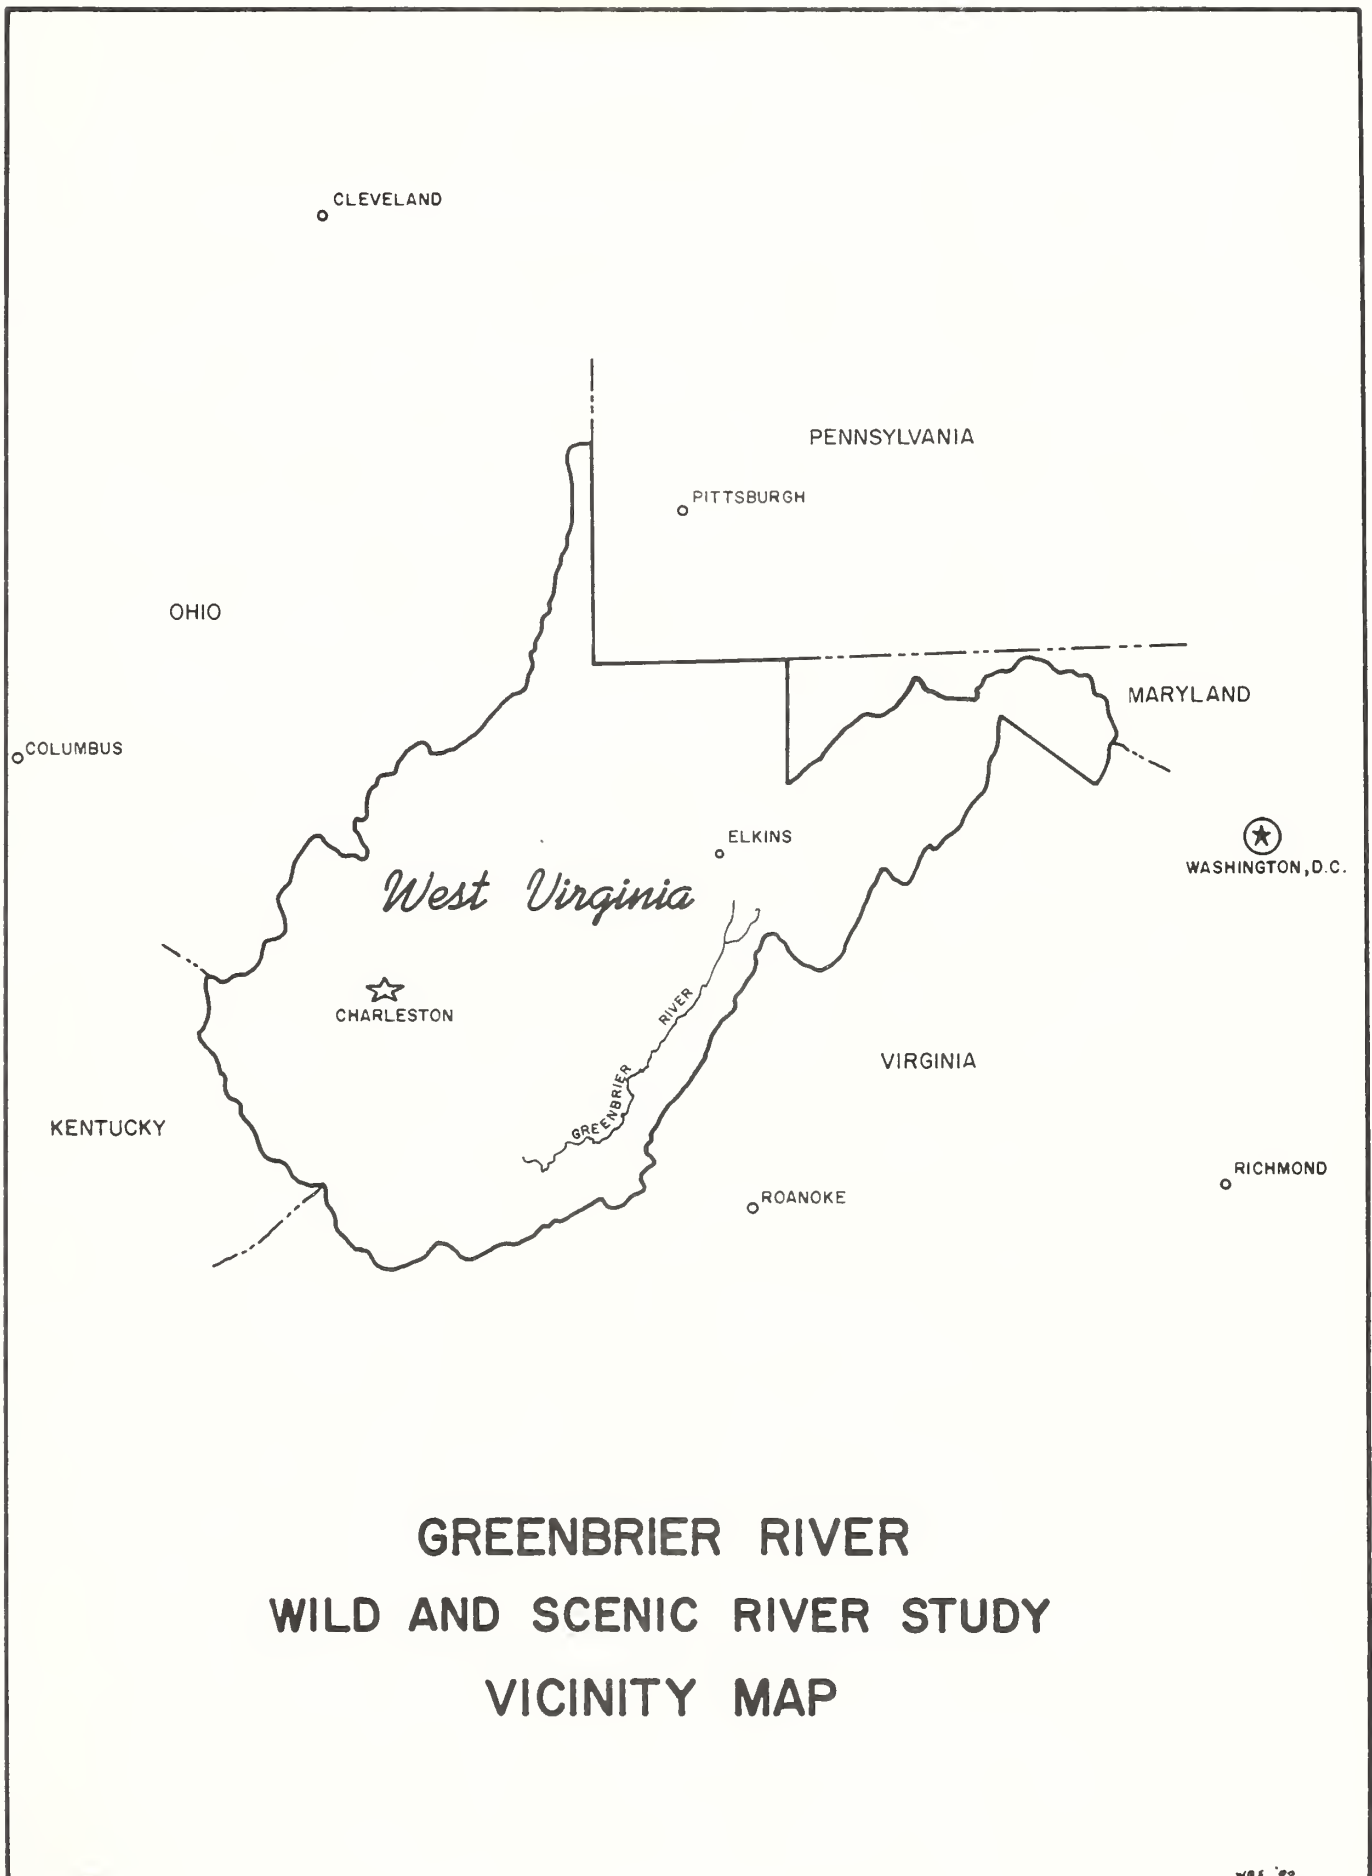 CLEVELAND
PENNSYLVANIA
PITTSBURGH
OHIO
MARYLAND
COLUMBUS
ELKINS
WASHINGTON, D.C.
West Virginia
CHARLESTON
GREENBRIER RIVER
VIRGINIA
KENTUCKY
RICHMOND
ROANOKE
GREENBRIER RIVER
WILD AND SCENIC RIVER STUDY
VICINITY MAP